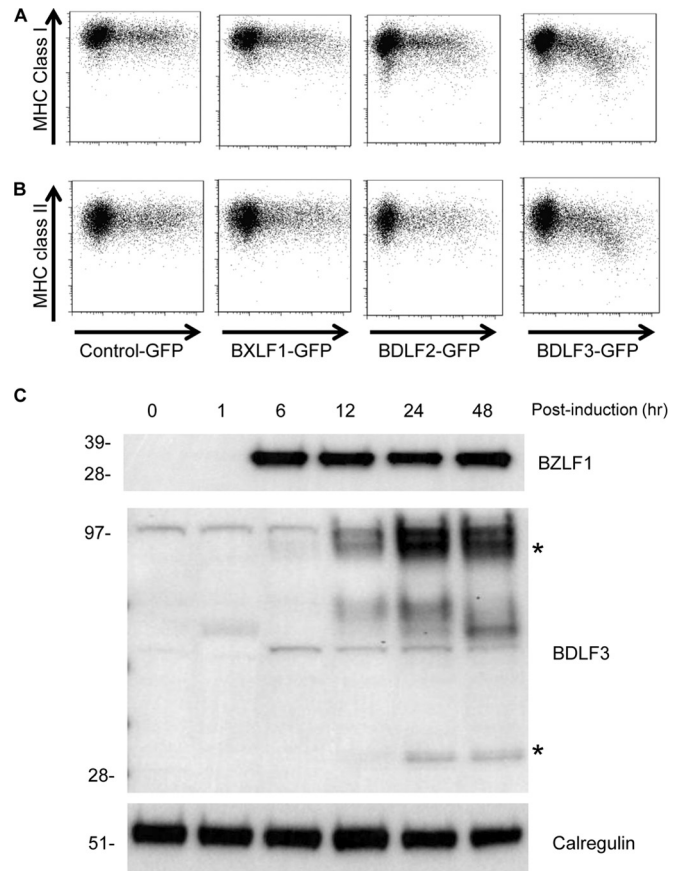 A
MHC Class I
B
MHC class II
Control-GFP BXLF1-GFP BDLF2-GFP BDLF3-GFP
C
0 1 6 12 24 48 Post-induction (hr)
39-
28-
BZLF1
97-
*
BDLF3
*
28-
51-
Calregulin